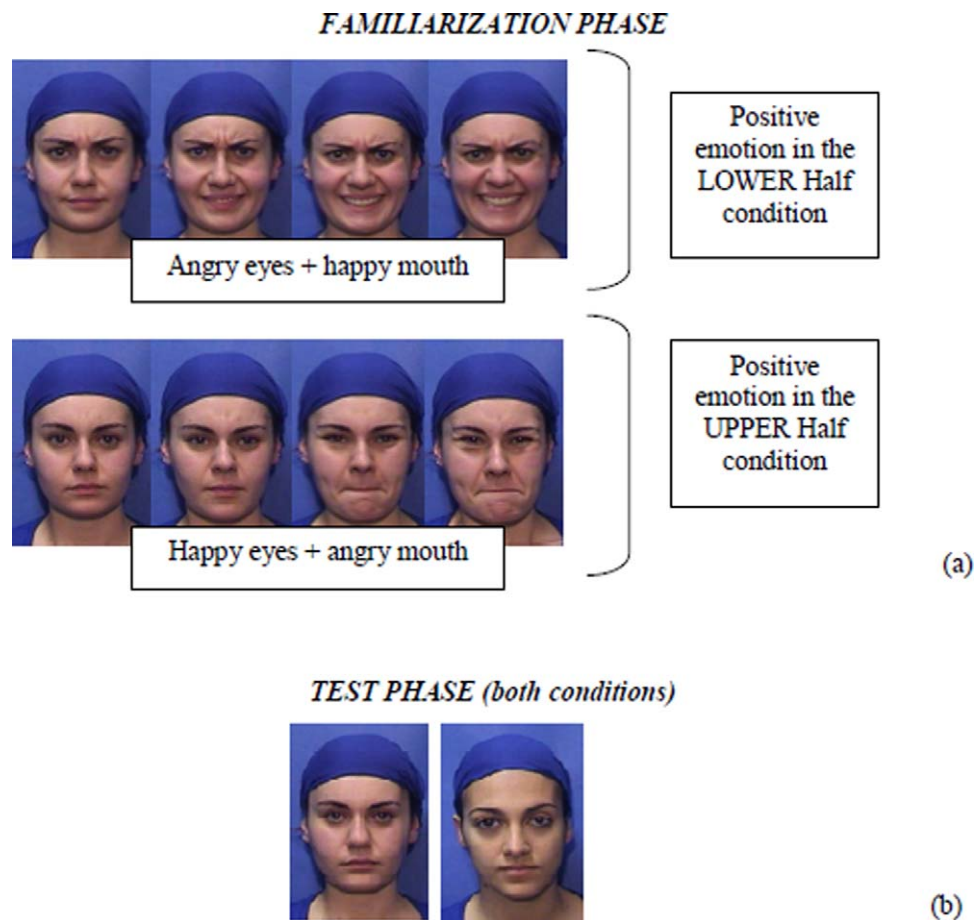 FAMILIARIZATION PHASE
Positive
emotion in the
LOWER Half
condition
Angry eyes + happy mouth
Positive
emotion in the
UPPER Half
condition
Happy eyes + angry mouth
(a)
TEST PHASE (both conditions)
(b)